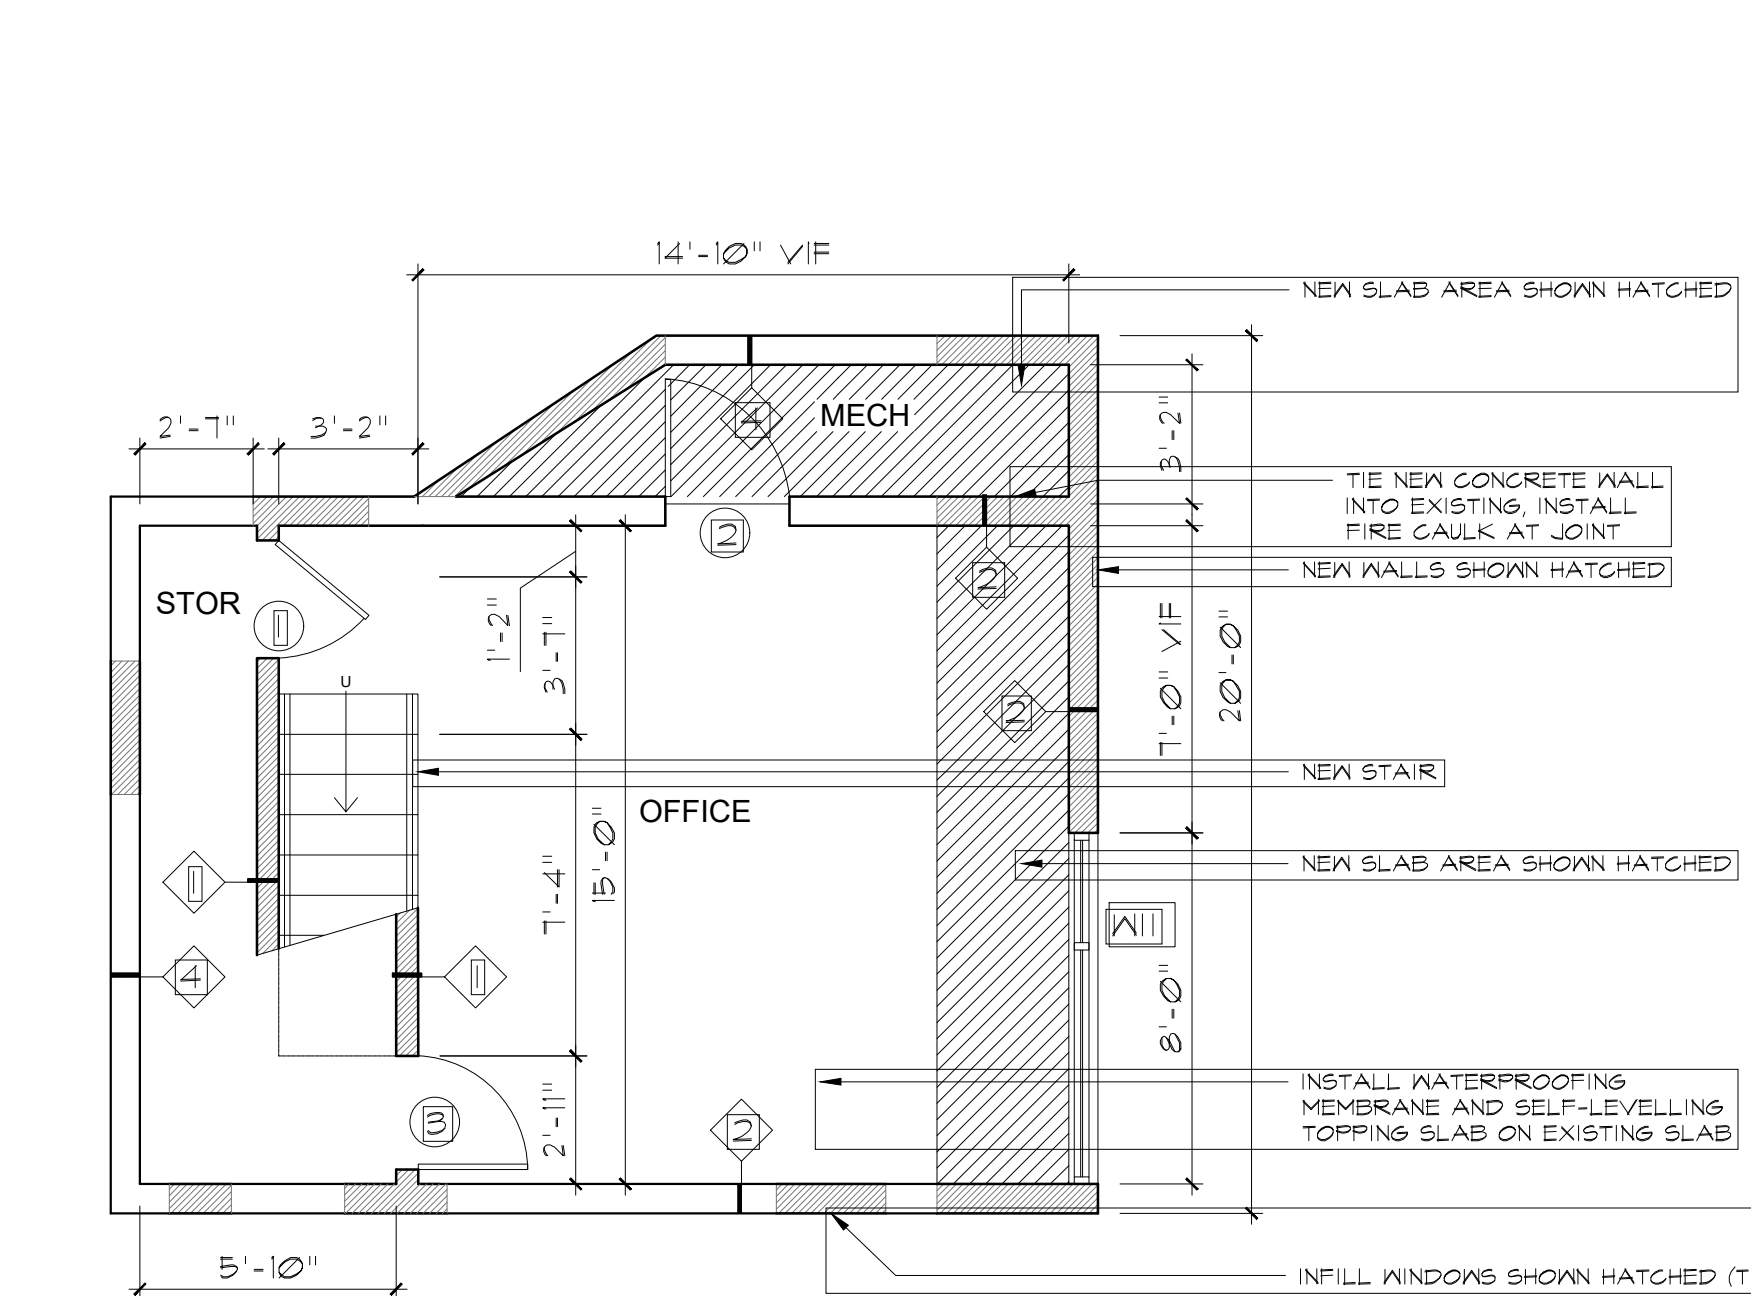 14'-10" VIF
NEW SLAB AREA SHOWN HATCHED
2'-7"
3'-2"
4
MECH
3'-2"
TIE NEW CONCRETE WALL
INTO EXISTING, INSTALL
FIRE CAULK AT JOINT
2
NEW WALLS SHOWN HATCHED
2
STOR
1
1'-2"
3'-7"
7'-0" VIF
20'-0"
U
2
NEW STAIR
OFFICE
15'-0"
NEW SLAB AREA SHOWN HATCHED
1
7'-4"
W11
4
1
8'-0"
INSTALL WATERPROOFING
MEMBRANE AND SELF-LEVELLING
TOPPING SLAB ON EXISTING SLAB
3
2'-11"
2
5'-10"
INFILL WINDOWS SHOWN HATCHED (T